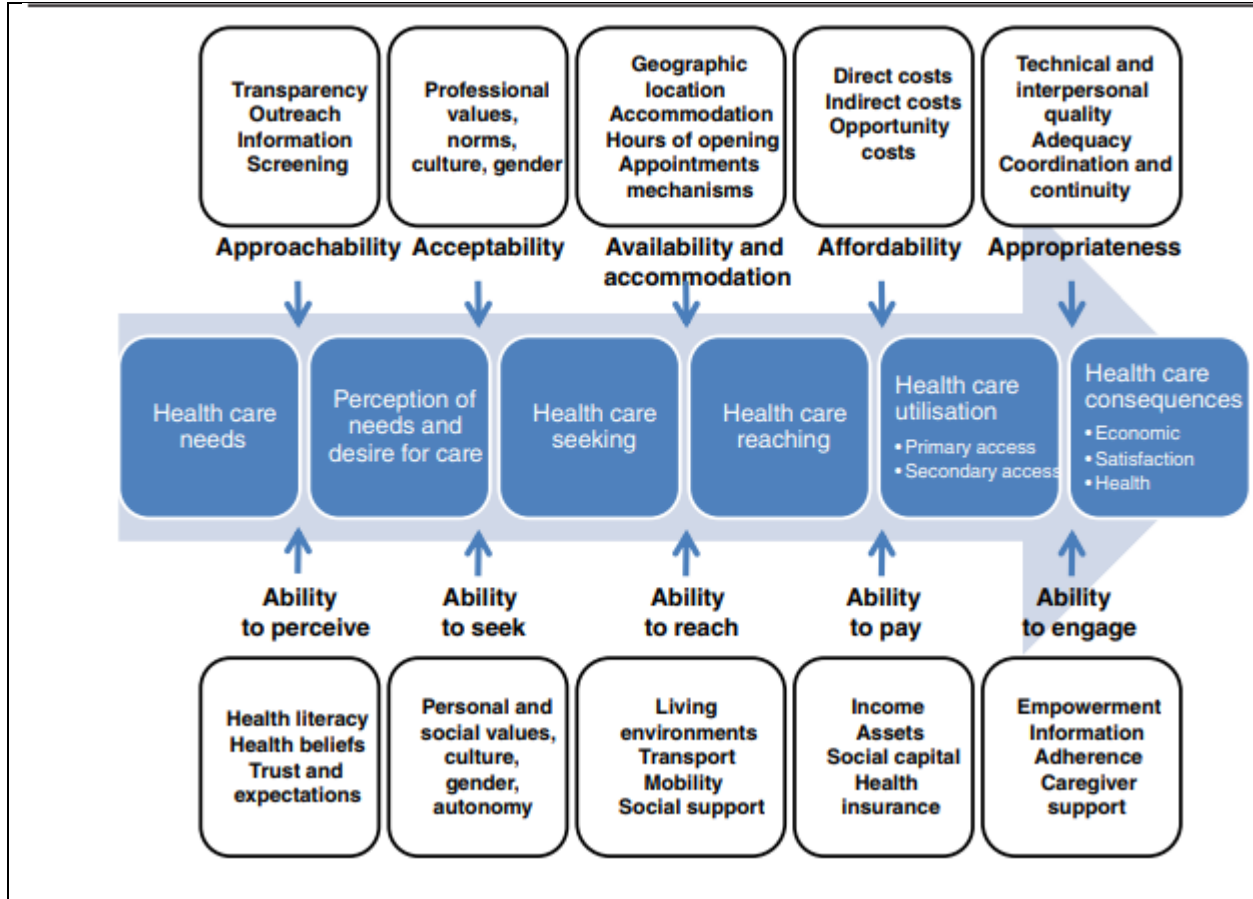 Transparency
Outreach
Information
Screening
Professional
values,
norms,
culture, gender
Geographic
location
Accommodation
Hours of opening
Appointments
mechanisms
Direct costs
Indirect costs
Opportunity
costs
Technical and
interpersonal
quality
Adequacy
Coordination and
continuity
Approachability
Acceptability
Availability and
accommodation
Affordability
Appropriateness
Health care
needs
Perception of
needs and
desire for care
Health care
seeking
Health care
reaching
Health care
utilisation
• Primary access
• Secondary access
Health care
consequences
• Economic
• Satisfaction
• Health
Ability
to perceive
Ability
to seek
Ability
to reach
Ability
to pay
Ability
to engage
Health literacy
Health beliefs
Trust and
expectations
Personal and
social values,
culture,
gender,
autonomy
Living
environments
Transport
Mobility
Social support
Income
Assets
Social capital
Health
insurance
Empowerment
Information
Adherence
Caregiver
support